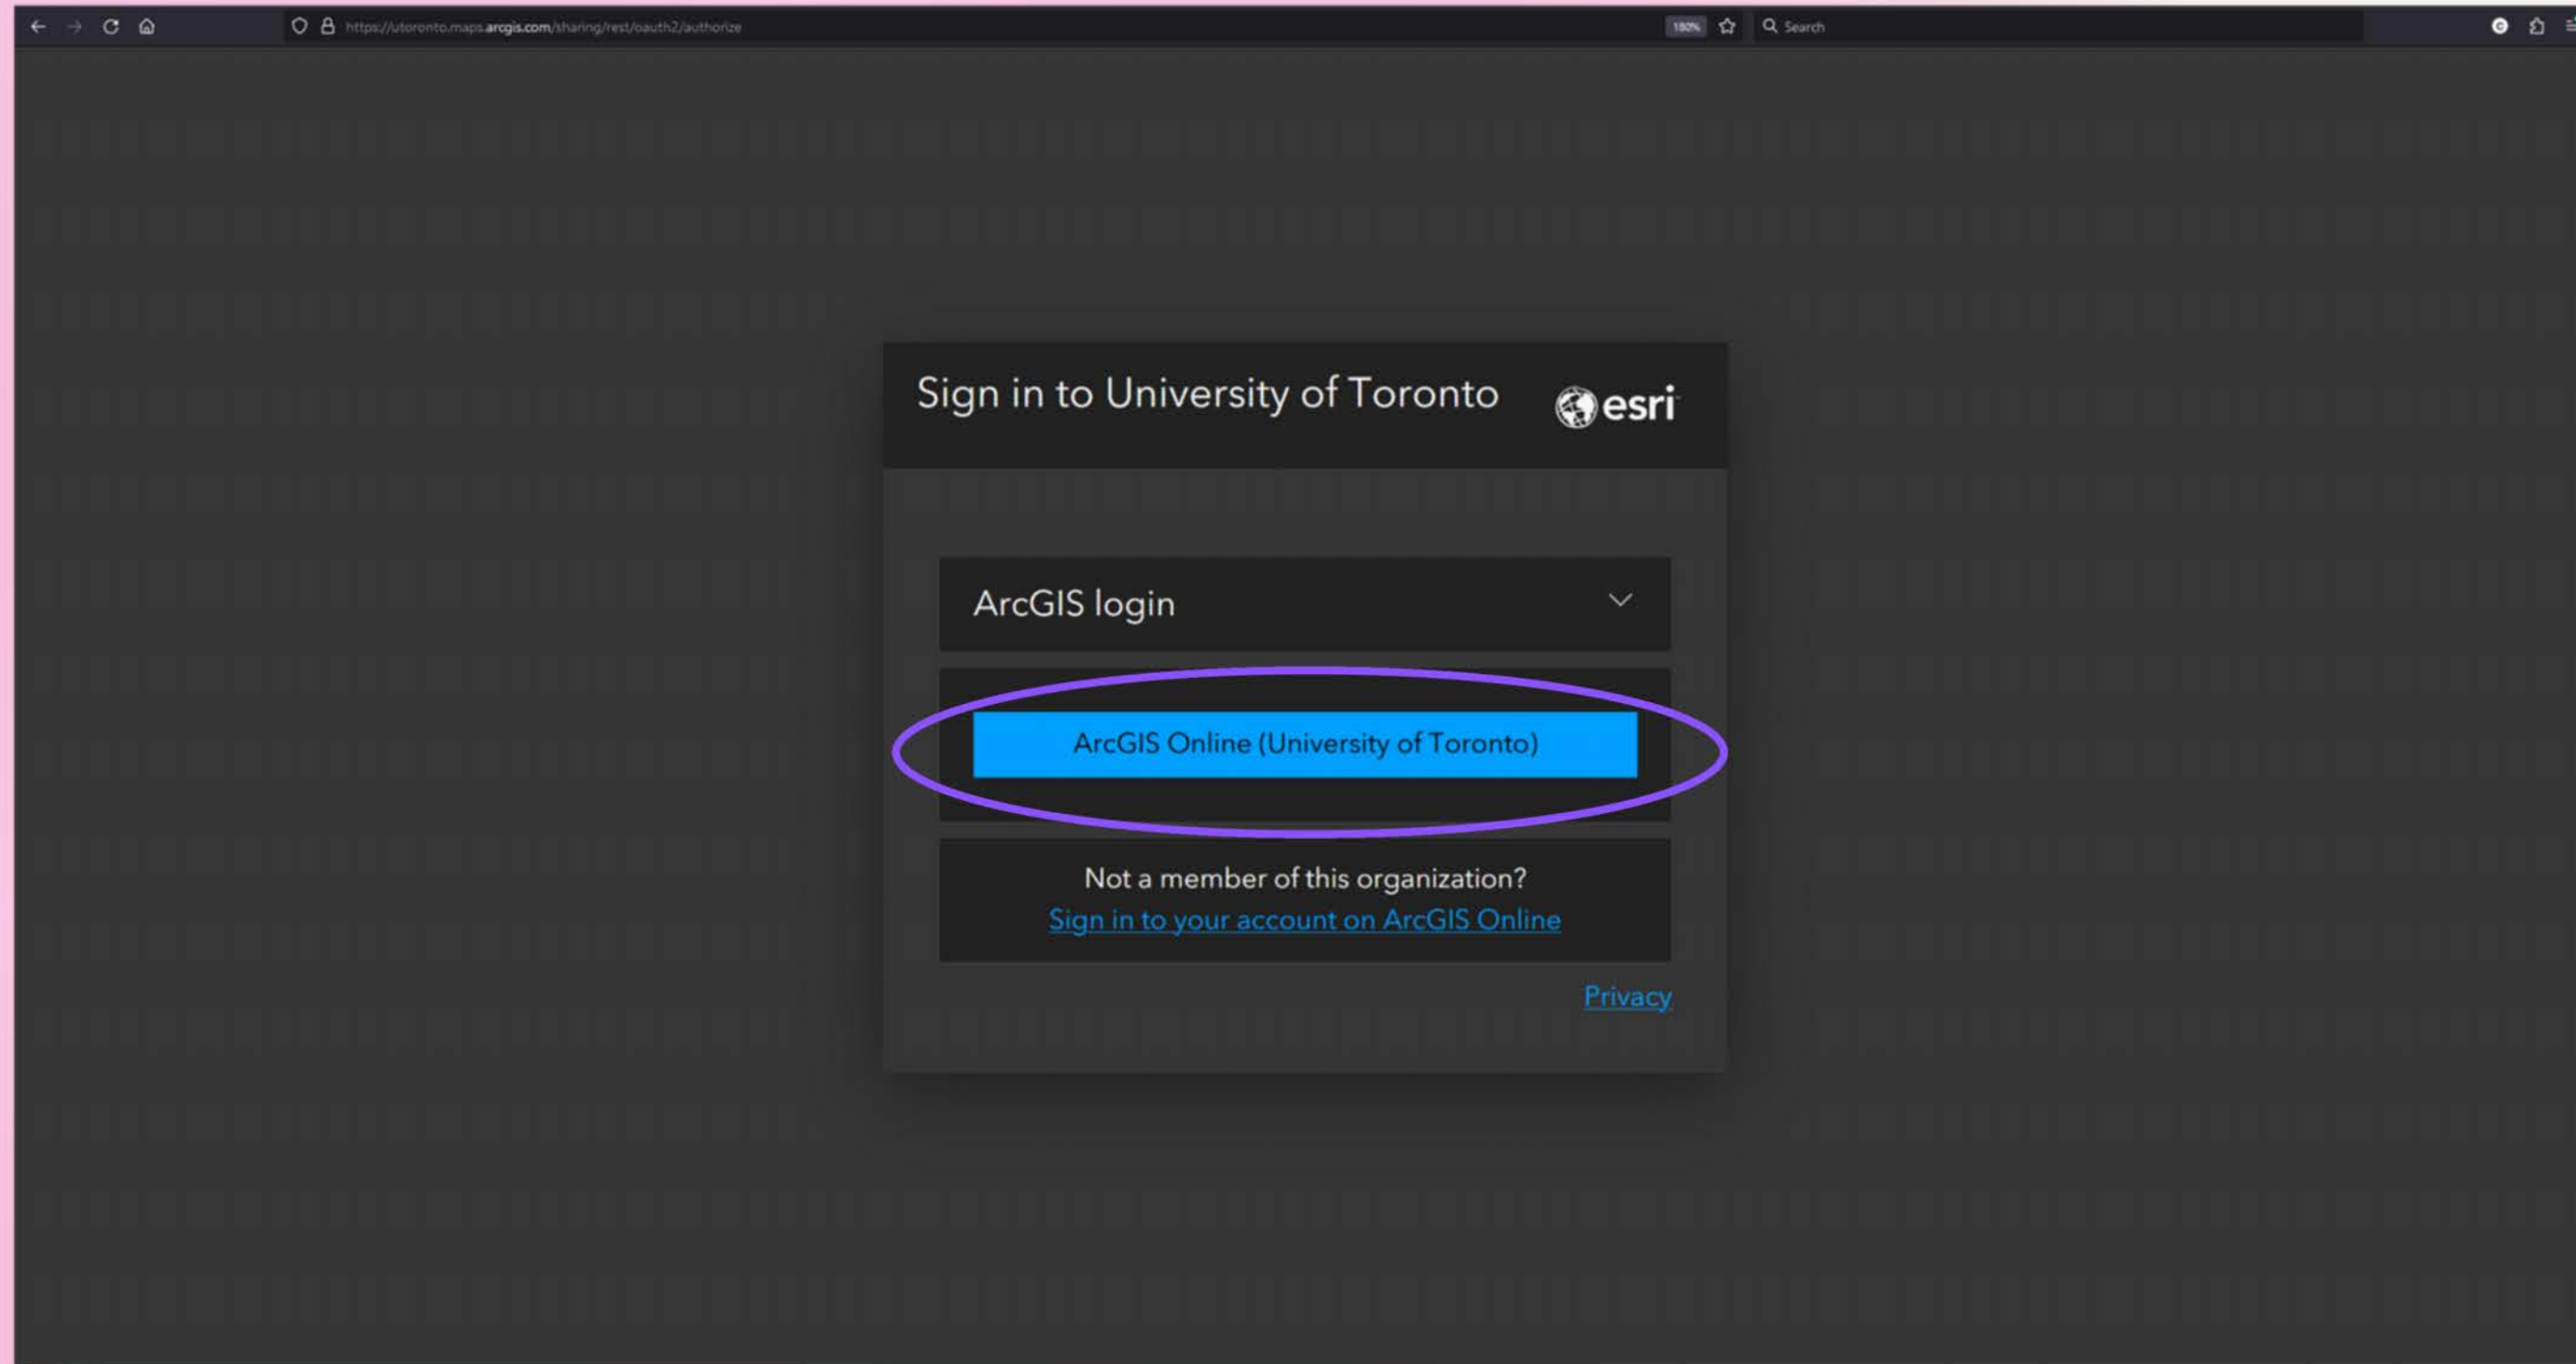 https://utoronto.maps.arcgis.com/sharing/rest/oauth2/authorize
180%
Search
Sign in to University of Toronto
esri
ArcGIS login
ArcGIS Online (University of Toronto)
Not a member of this organization?
Sign in to your account on ArcGIS Online
Privacy